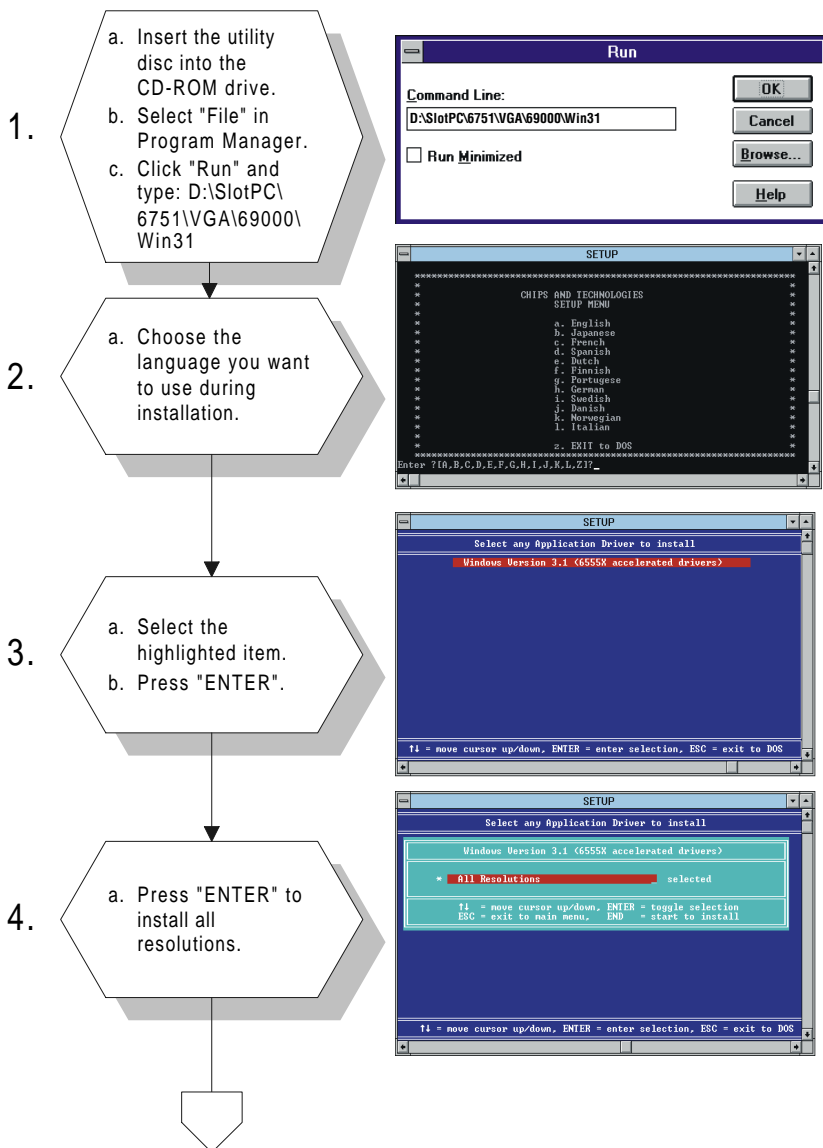 1.
a. Insert the utility
disc into the
CD-ROM drive.
b. Select "File" in
Program Manager.
c. Click "Run" and
type: D:\SlotPC\
6751\VGA\69000\
Win31
Run
Command Line:
D:\SlotPC\6751\VGA\69000\Win31
Run Minimized
OK
Cancel
Browse...
Help
2.
a. Choose the
language you want
to use during
installation.
SETUP
*********************************************************************
* CHIPS AND TECHNOLOGIES *
* SETUP MENU *
* *
* a. English *
* b. Japanese *
* c. French *
* d. Spanish *
* e. Dutch *
* f. Finnish *
* g. Portugese *
* h. German *
* i. Swedish *
* j. Danish *
* k. Norwegian *
* l. Italian *
* *
* z. EXIT to DOS *
*********************************************************************
Enter ?[A,B,C,D,E,F,G,H,I,J,K,L,Z]?_
3.
a. Select the
highlighted item.
b. Press "ENTER".
SETUP
Select any Application Driver to install
Windows Version 3.1 (6555X accelerated drivers)
↑↓ = move cursor up/down, ENTER = enter selection, ESC = exit to DOS
4.
a. Press "ENTER" to
install all
resolutions.
SETUP
Select any Application Driver to install
Windows Version 3.1 (6555X accelerated drivers)
* All Resolutions _ selected
↑↓ = move cursor up/down, ENTER = toggle selection
ESC = exit to main menu, END = start to install
↑↓ = move cursor up/down, ENTER = enter selection, ESC = exit to DOS